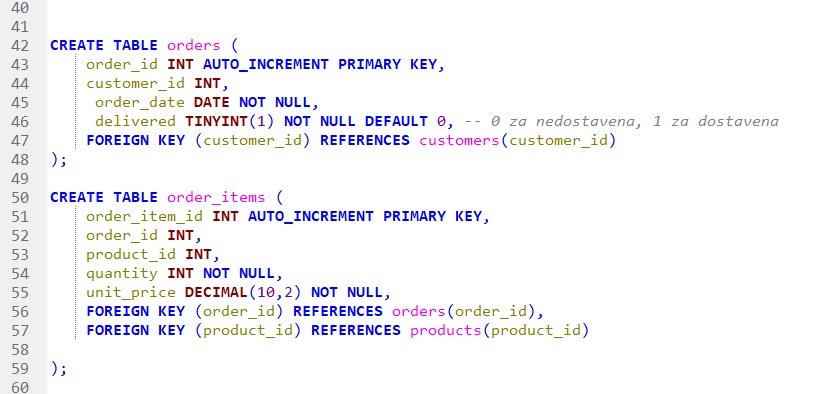 40
41
42 CREATE TABLE orders (
43 order_id INT AUTO_INCREMENT PRIMARY KEY,
44 customer_id INT,
45 order_date DATE NOT NULL,
46 delivered TINYINT(1) NOT NULL DEFAULT 0, -- 0 za nedostavena, 1 za dostavena
47 FOREIGN KEY (customer_id) REFERENCES customers(customer_id)
48 );
49
50 CREATE TABLE order_items (
51 order_item_id INT AUTO_INCREMENT PRIMARY KEY,
52 order_id INT,
53 product_id INT,
54 quantity INT NOT NULL,
55 unit_price DECIMAL(10,2) NOT NULL,
56 FOREIGN KEY (order_id) REFERENCES orders(order_id),
57 FOREIGN KEY (product_id) REFERENCES products(product_id)
58
59 );
60